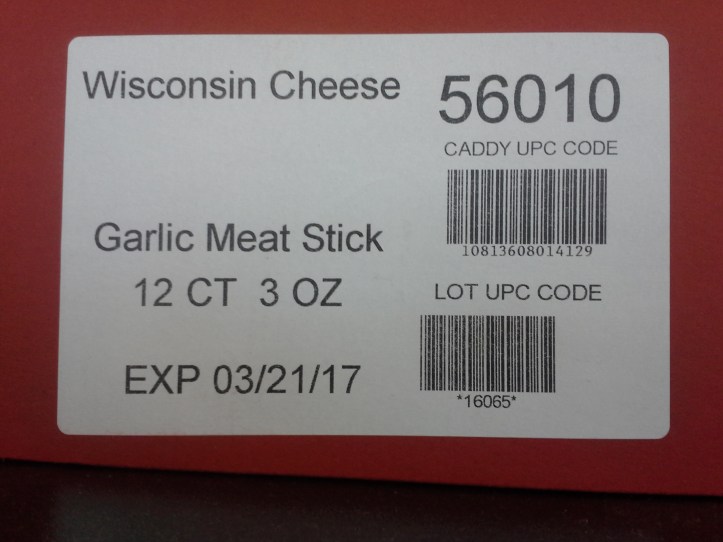 Wisconsin Cheese
Garlic Meat Stick
12 CT 3 OZ
EXP 03/21/17
56010
CADDY UPC CODE
10813608014129
LOT UPC CODE
*16065*